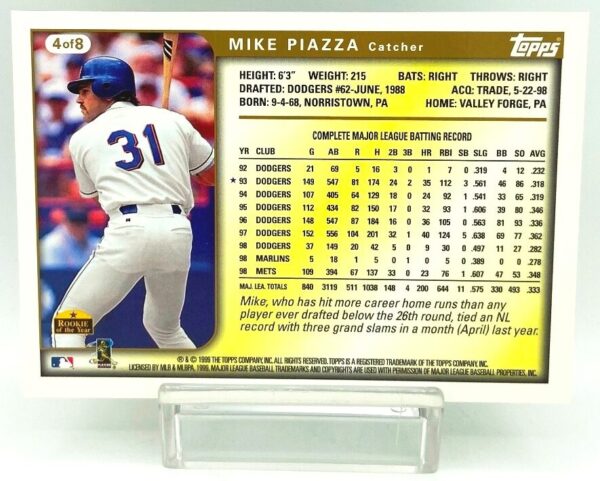 4 of 8
MIKE PIAZZA Catcher
Topps
HEIGHT: 6'3" WEIGHT: 215 BATS: RIGHT THROWS: RIGHT
DRAFTED: DODGERS #62-JUNE, 1988 ACQ: TRADE, 5-22-98
BORN: 9-4-68, NORRISTOWN, PA HOME: VALLEY FORGE, PA
COMPLETE MAJOR LEAGUE BATTING RECORD
YR CLUB G AB R H 2B 3B HR RBI SB SLG BB SO AVG
92 DODGERS 21 69 5 16 3 0 1 7 0 .319 4 12 .232
★ 93 DODGERS 149 547 81 174 24 2 35 112 3 .561 46 86 .318
94 DODGERS 107 405 64 129 18 0 24 92 1 .541 33 65 .319
95 DODGERS 112 434 82 150 17 0 32 93 1 .606 39 80 .346
96 DODGERS 148 547 87 184 16 0 36 105 0 .563 81 93 .336
97 DODGERS 152 556 104 201 32 1 40 124 5 .638 69 77 .362
98 DODGERS 37 149 20 42 5 0 9 30 0 .497 11 27 .282
98 MARLINS 5 18 1 5 0 1 0 5 0 .389 0 0 .278
98 METS 109 394 67 137 33 0 23 76 1 .607 47 53 .348
MAJ. LEA. TOTALS 840 3119 511 1038 148 4 200 644 11 .575 330 493 .333
Mike, who has hit more career home runs than any
player ever drafted below the 26th round, tied an NL
record with three grand slams in a month (April) last year.
31
ROOKIE
of the Year
® & © 1999 THE TOPPS COMPANY, INC. ALL RIGHTS RESERVED. TOPPS IS A REGISTERED TRADEMARK OF THE TOPPS COMPANY, INC.
LICENSED BY MLB & MLBPA, 1999. MAJOR LEAGUE BASEBALL TRADEMARKS AND COPYRIGHTS ARE USED WITH PERMISSION OF MAJOR LEAGUE BASEBALL PROPERTIES, INC.